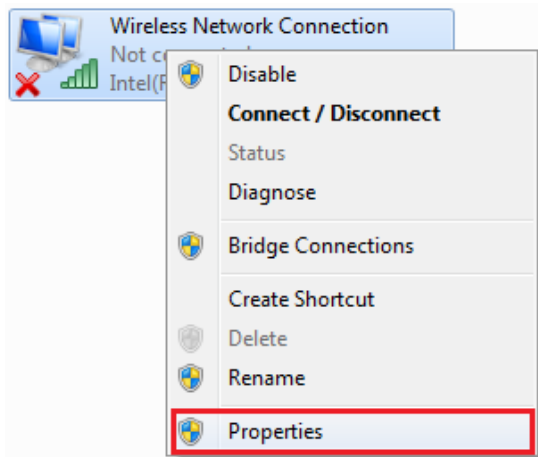 Wireless Network Connection
Not co
Intel(R
Disable
Connect / Disconnect
Status
Diagnose
Bridge Connections
Create Shortcut
Delete
Rename
Properties